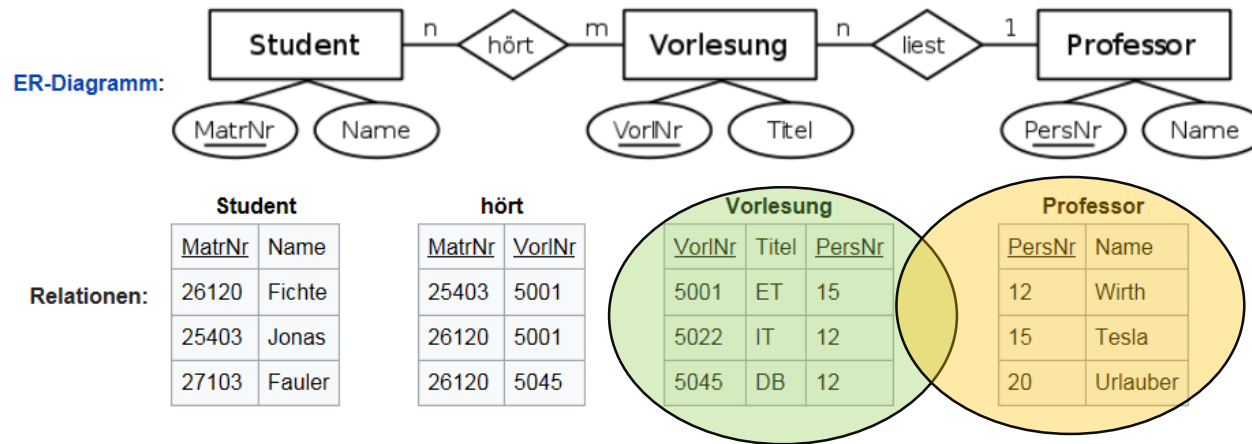 n m n 1
Student hört Vorlesung liest Professor
ER-Diagramm:
MatrNr Name VorlNr Titel PersNr Name
Student hört Vorlesung Professor
MatrNr Name MatrNr VorlNr VorlNr Titel PersNr PersNr Name
Relationen:
26120 Fichte 25403 5001 5001 ET 15 12 Wirth
25403 Jonas 26120 5001 5022 IT 12 15 Tesla
27103 Fauler 26120 5045 5045 DB 12 20 Urlauber